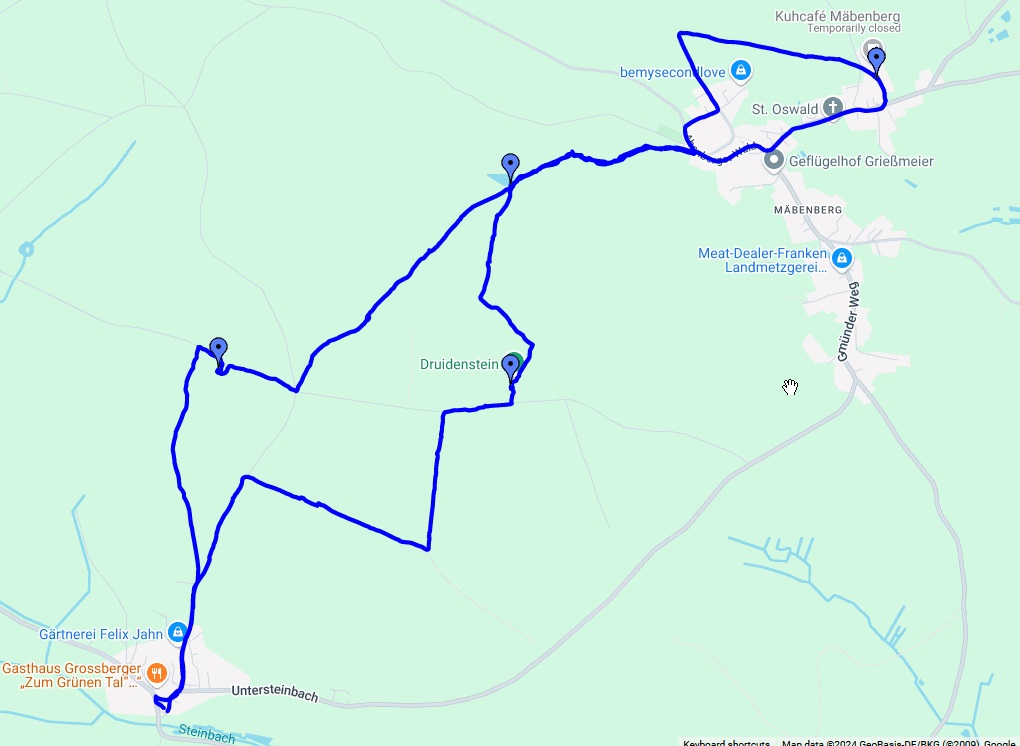 Kuhcafé Mäbenberg
Temporarily closed
bemysecondlove
St. Oswald
Geflügelhof Grießmeier
MÄBENBERG
Meat-Dealer-Franken
Landmetzgerei...
Gmünder Weg
Druidenstein
Gärtnerei Felix Jahn
Gasthaus Grossberger
„Zum Grünen Tal“...
Untersteinbach
Steinbach
Keyboard shortcuts
Map data ©2024 GeoBasis-DE/BKG (©2009), Google